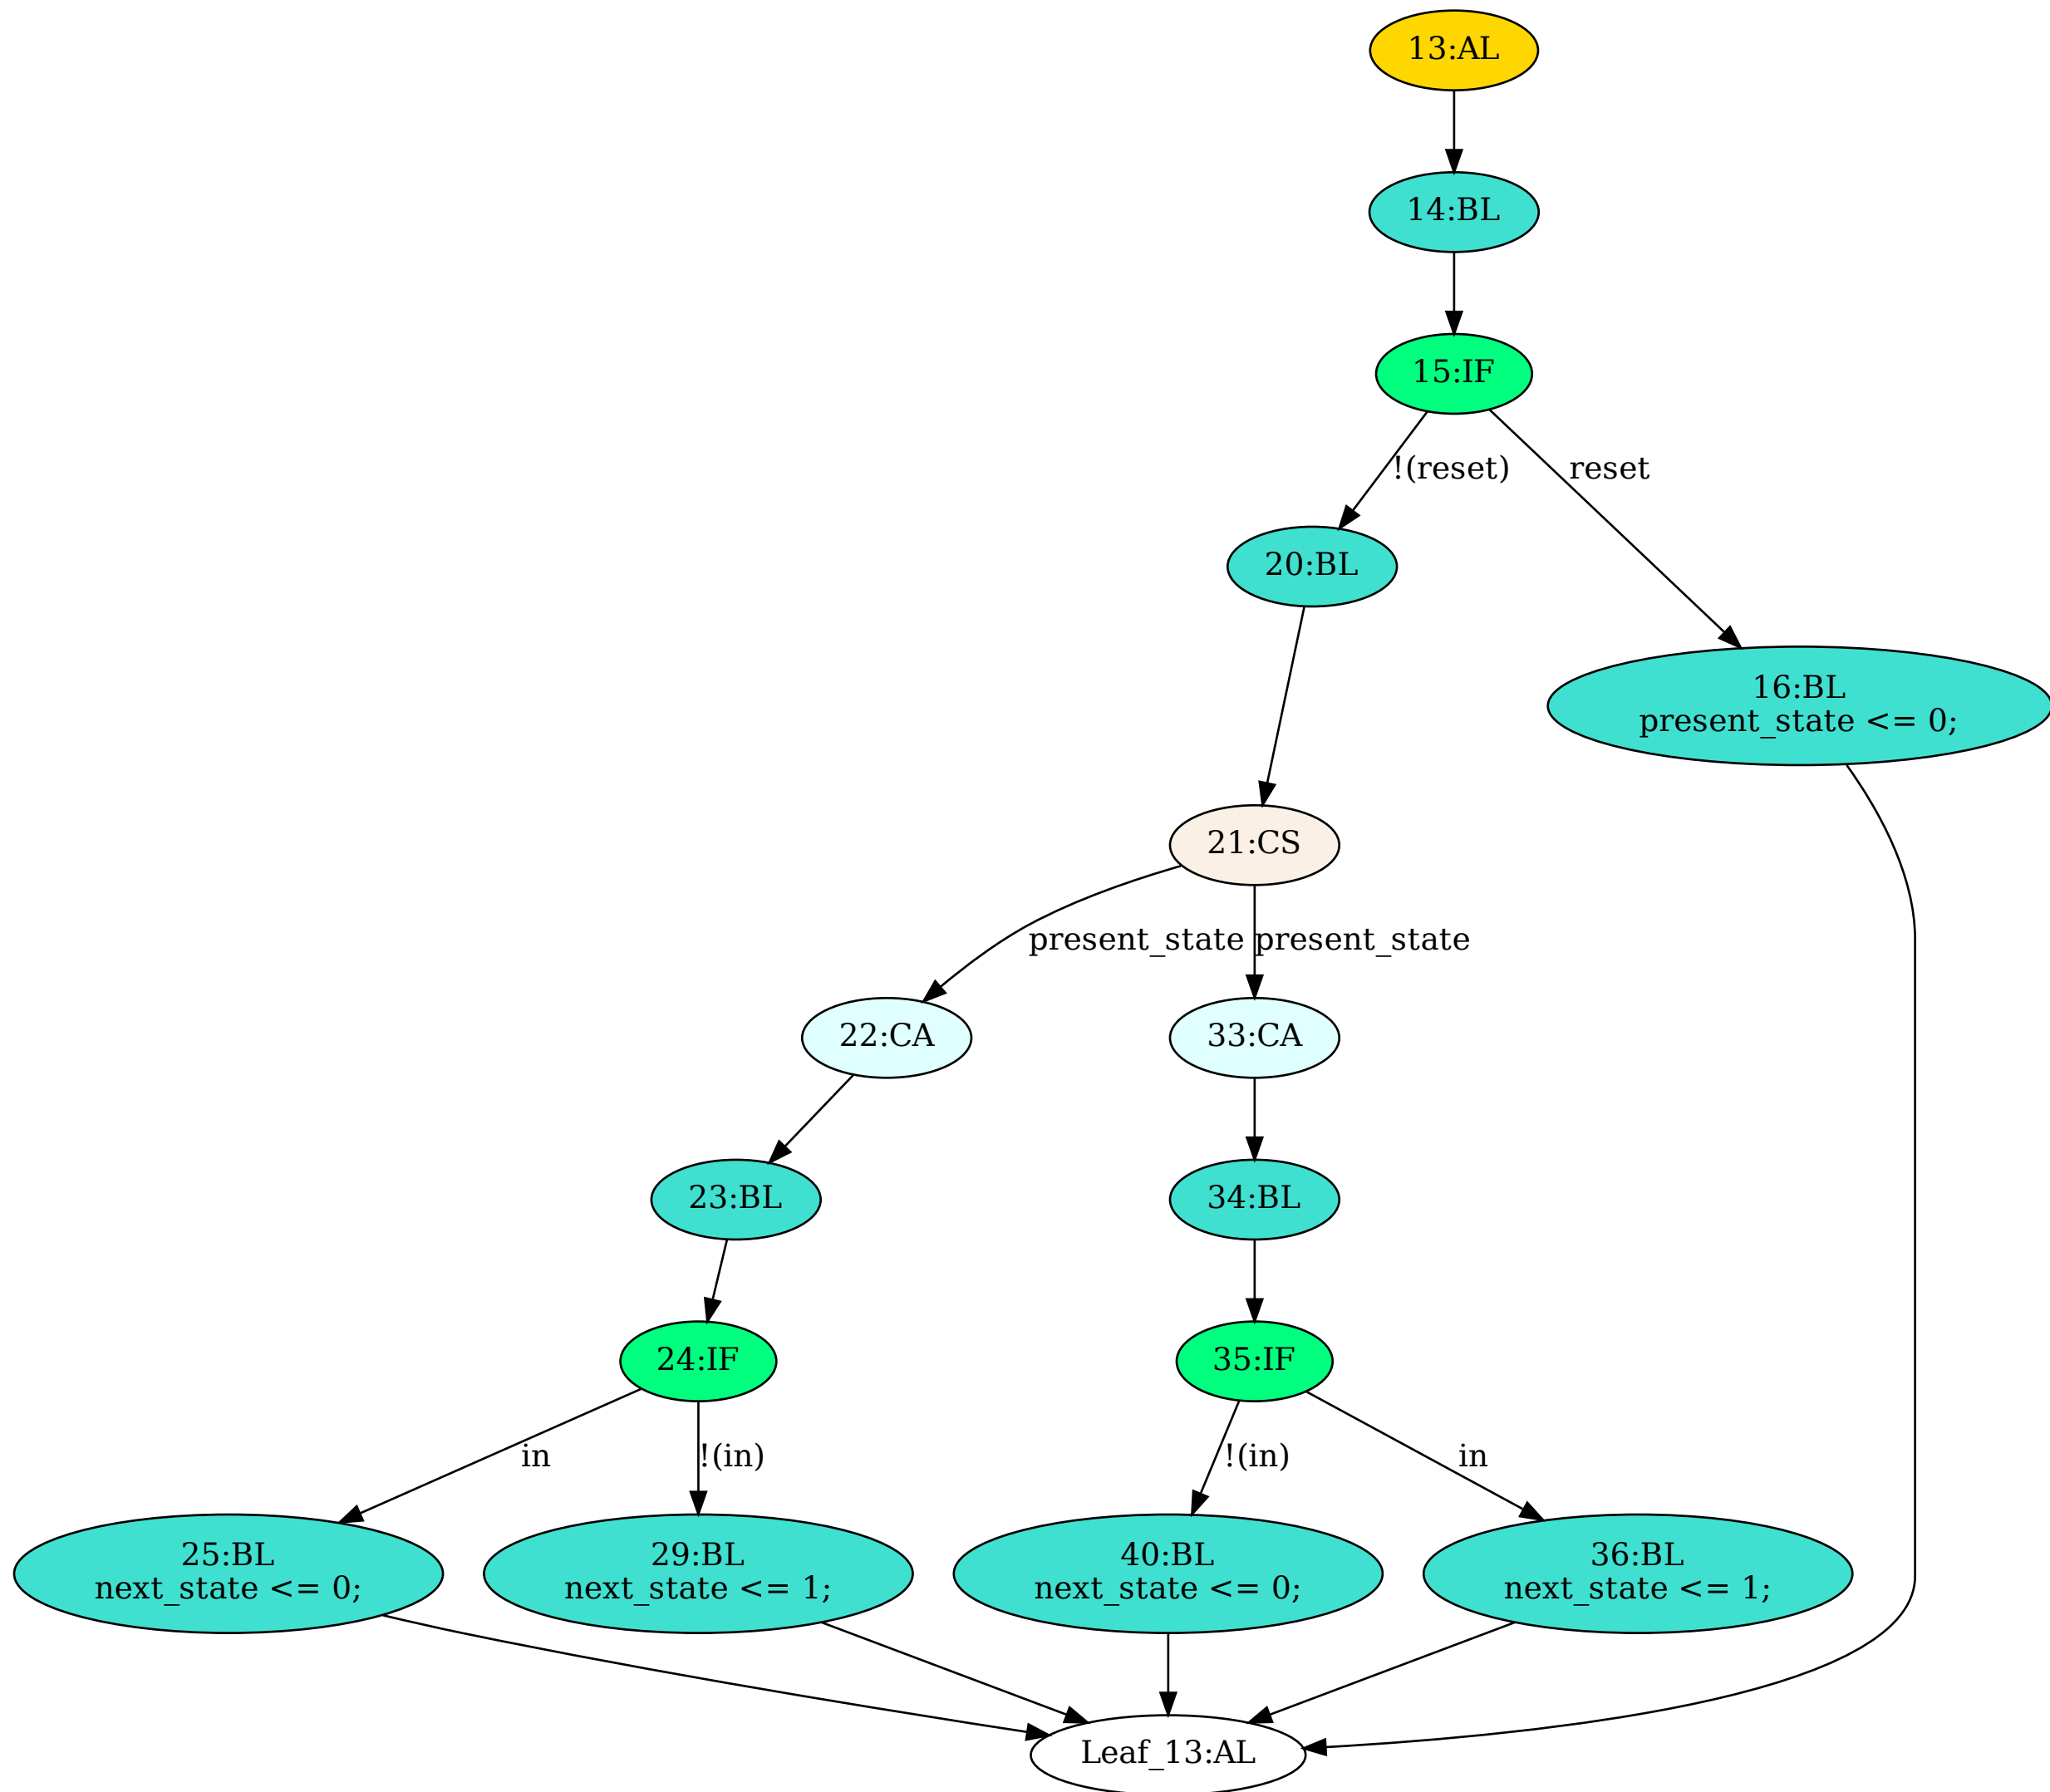 13:AL
14:BL
15:IF
!(reset)
reset
20:BL
16:BL
present_state <= 0;
21:CS
present_state
present_state
22:CA
33:CA
23:BL
34:BL
24:IF
35:IF
in
!(in)
!(in)
in
25:BL
next_state <= 0;
29:BL
next_state <= 1;
40:BL
next_state <= 0;
36:BL
next_state <= 1;
Leaf_13:AL